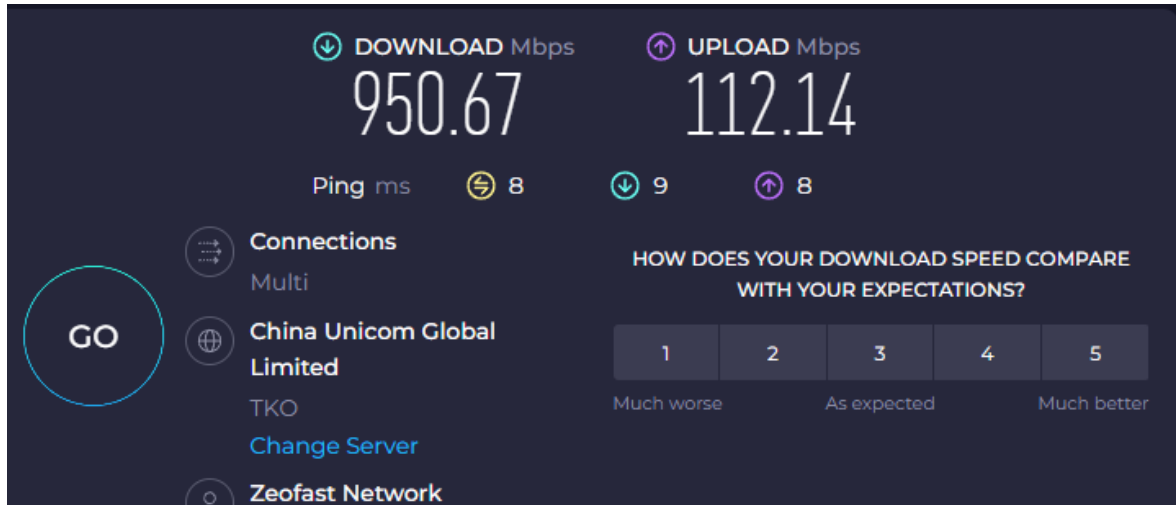 DOWNLOAD Mbps
950.67
UPLOAD Mbps
112.14
Ping ms 8 9 8
GO
Connections
Multi
China Unicom Global
Limited
TKO
Change Server
Zeofast Network
HOW DOES YOUR DOWNLOAD SPEED COMPARE
WITH YOUR EXPECTATIONS?
1 2 3 4 5
Much worse As expected Much better